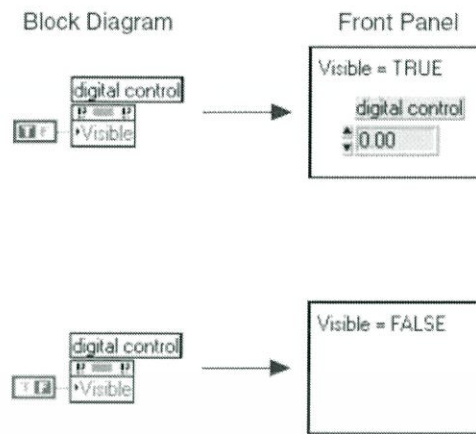 Block Diagram Front Panel
Visible = TRUE
digital control
digital control
T F
Visible
0.00
Visible = FALSE
digital control
T F
Visible